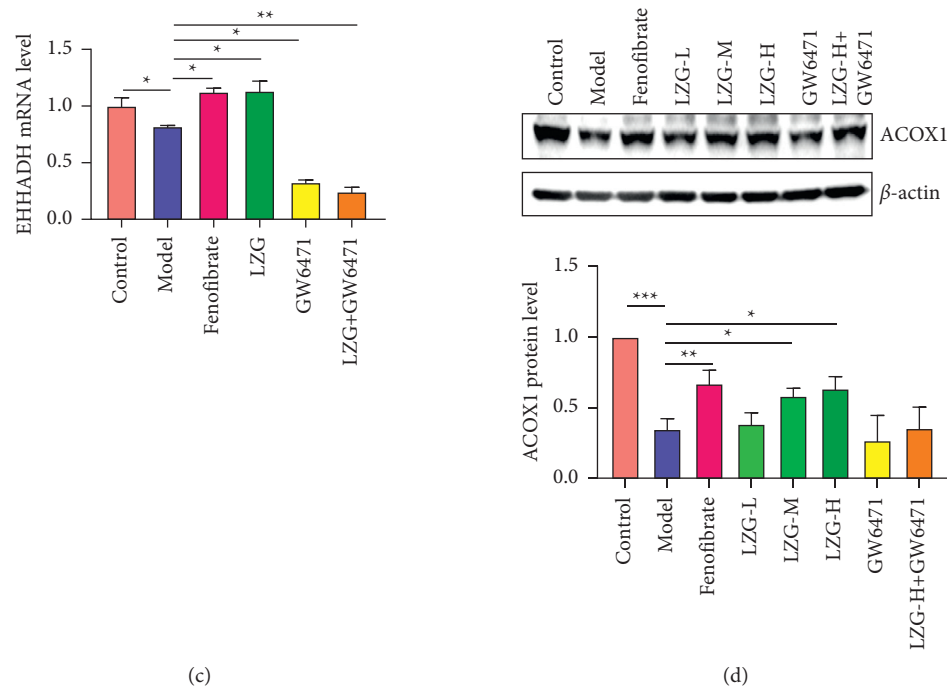 EHHADH mRNA level
1.5
1.0
0.5
0.0
**
*
*
*
*
Control
Model
Fenofibrate
LZG
GW6471
LZG+GW6471
(c)
Control
Model
Fenofibrate
LZG-L
LZG-M
LZG-H
GW6471
LZG-H+
GW6471
ACOX1
β-actin
ACOX1 protein level
1.5
1.0
0.5
0.0
***
*
*
**
Control
Model
Fenofibrate
LZG-L
LZG-M
LZG-H
GW6471
LZG-H+GW6471
(d)